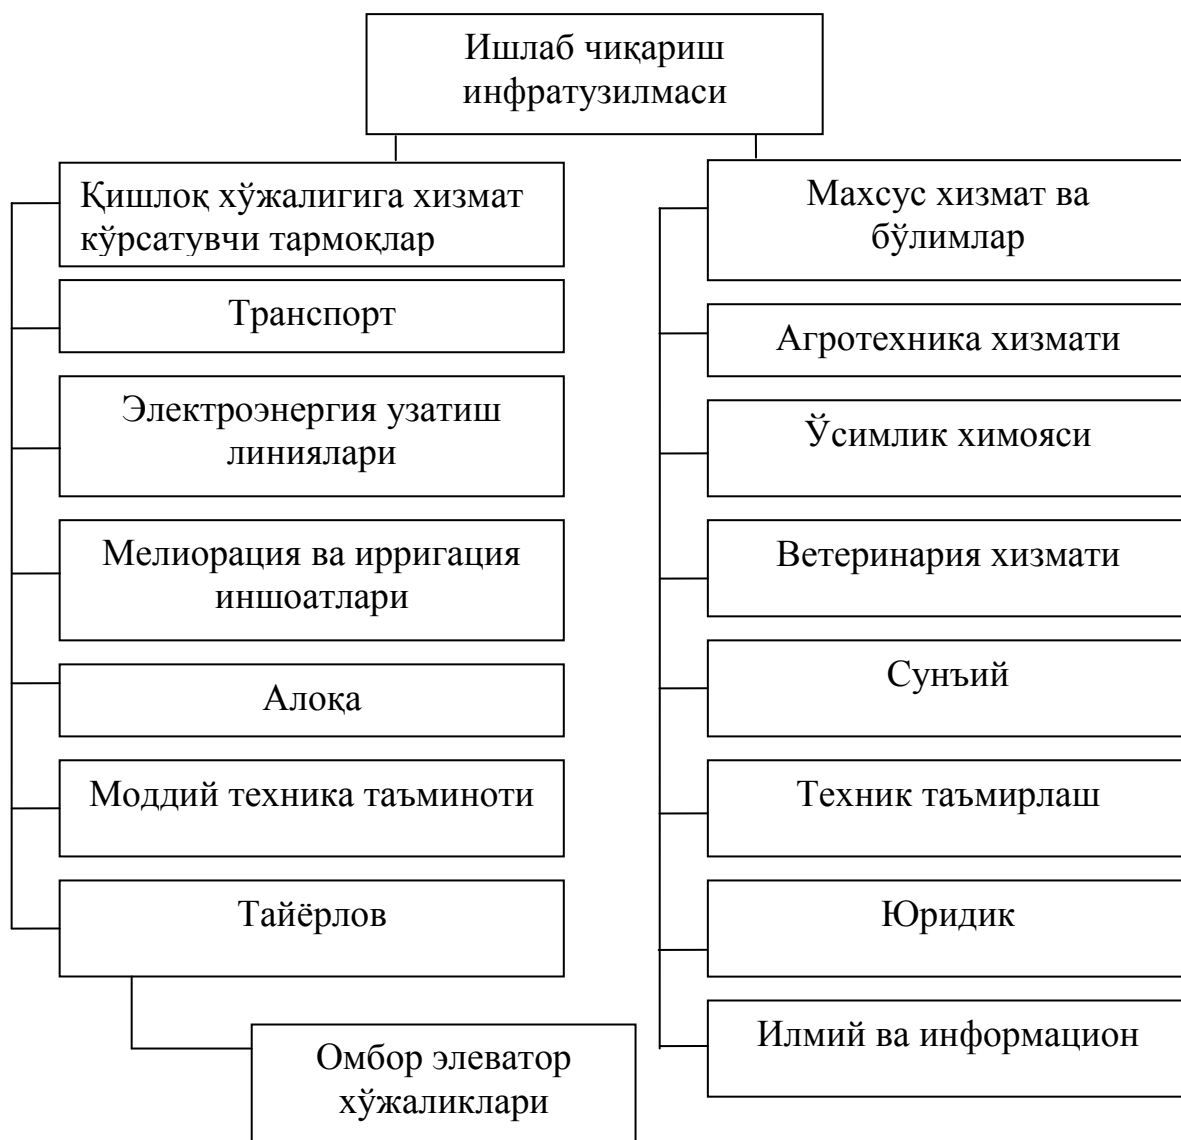 Ишлаб чиқариш
инфратузилмаси
Қишлоқ хўжалигига хизмат
кўрсатувчи тармоқлар
Транспорт
Электроэнергия узатиш
линиялари
Мелиорация ва ирригация
иншоатлари
Алоқа
Моддий техника таъминоти
Тайёрлов
Омбор элеватор
хўжаликлари
Махсус хизмат ва
бўлимлар
Агротехника хизмати
Ўсимлик химояси
Ветеринария хизмати
Сунъий
Техник таъмирлаш
Юридик
Илмий ва информацион